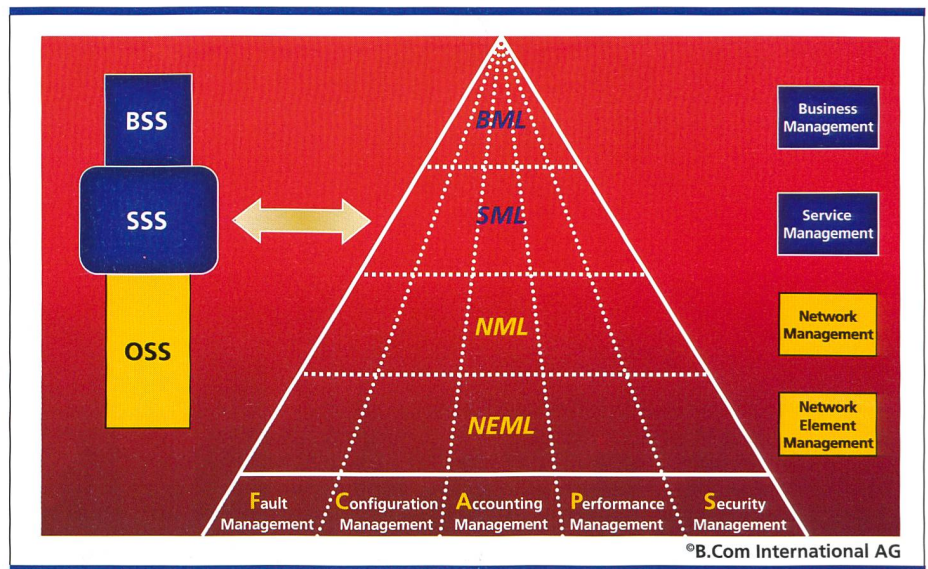 BSS
SSS
OSS
BML
SML
NML
NEML
Business
Management
Service
Management
Network
Management
Network
Element
Management
Fault
Management
Configuration
Management
Accounting
Management
Performance
Management
Security
Management
©B.Com International AG